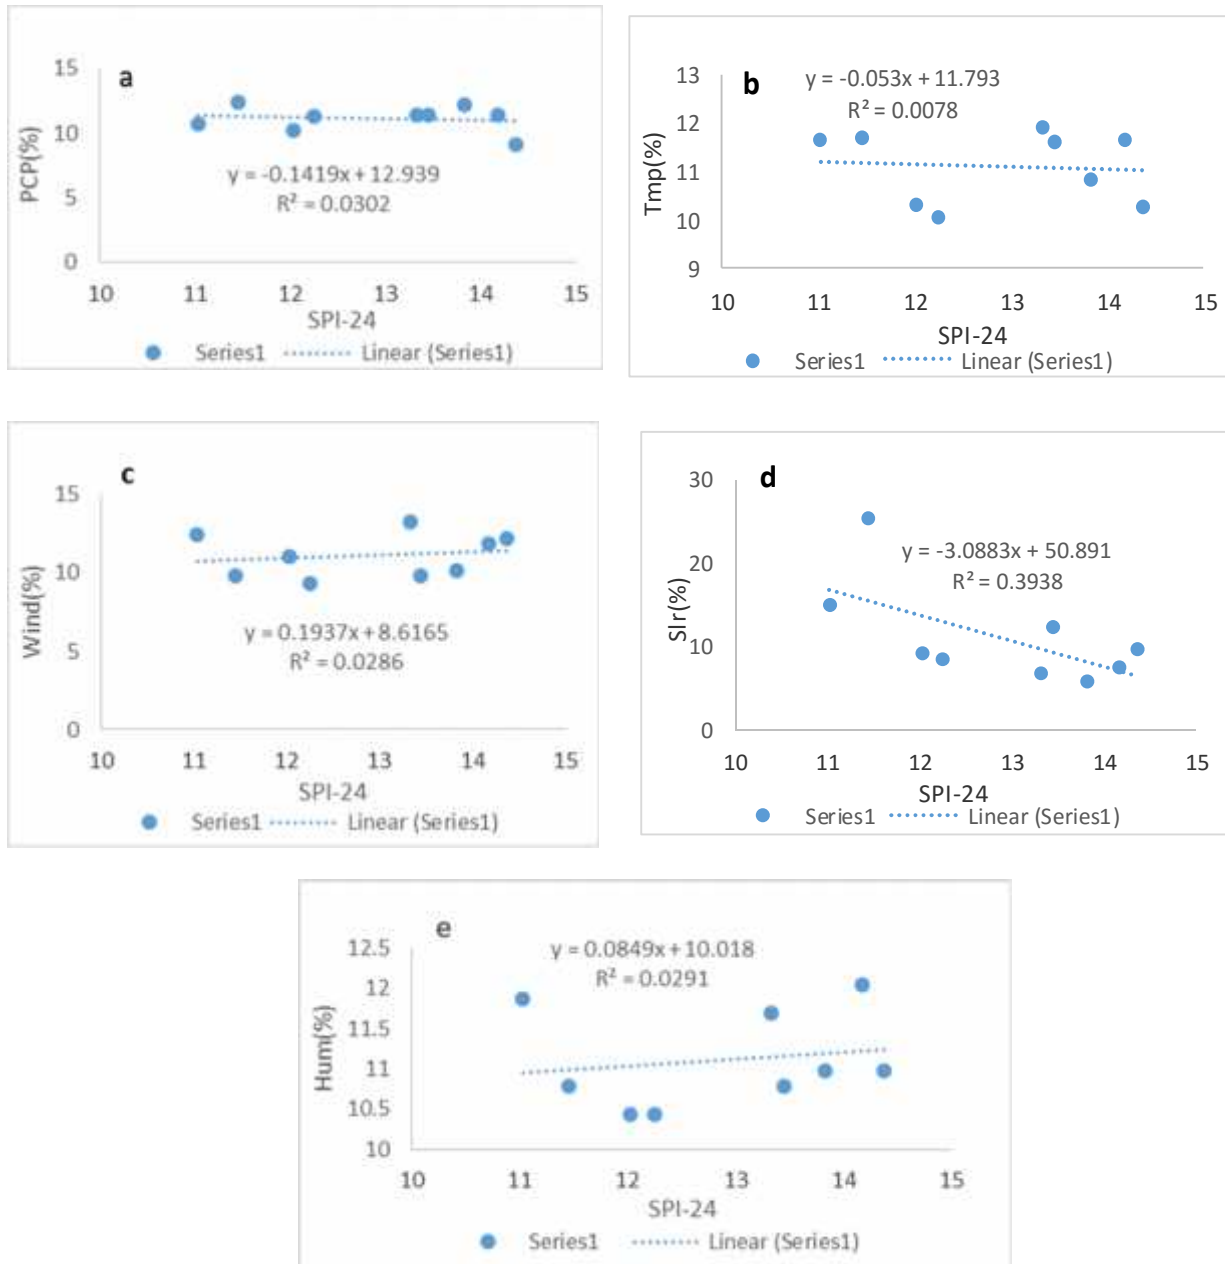 a
15
10
5
0
PCP(%)
y = -0.1419x + 12.939
R² = 0.0302
10 11 12 13 14 15
SPI-24
Series1 Linear (Series1)
b
13
12
11
10
9
Tmp(%)
y = -0.053x + 11.793
R² = 0.0078
10 11 12 13 14 15
SPI-24
Series1 Linear (Series1)
c
15
10
5
0
Wind(%)
y = 0.1937x + 8.6165
R² = 0.0286
10 11 12 13 14 15
SPI-24
Series1 Linear (Series1)
d
30
20
10
0
Slr(%)
y = -3.0883x + 50.891
R² = 0.3938
10 11 12 13 14 15
SPI-24
Series1 Linear (Series1)
e
12.5
12
11.5
11
10.5
10
Hum(%)
y = 0.0849x + 10.018
R² = 0.0291
10 11 12 13 14 15
SPI-24
Series1 Linear (Series1)